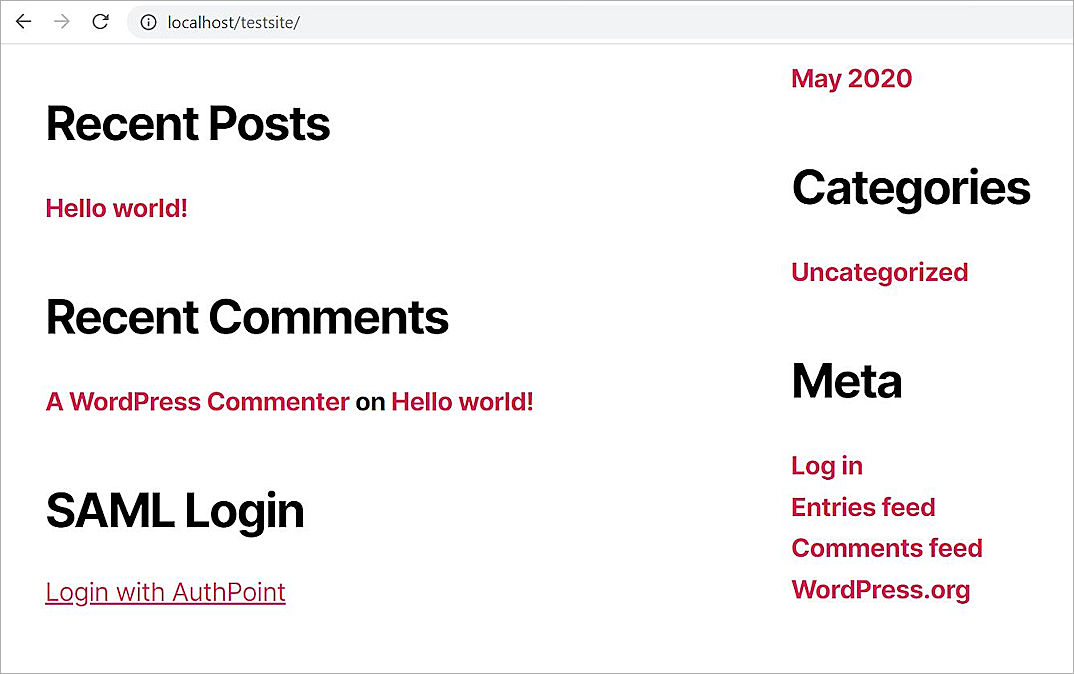 localhost/testsite/
Recent Posts
Hello world!
Recent Comments
A WordPress Commenter on Hello world!
SAML Login
Login with AuthPoint
May 2020
Categories
Uncategorized
Meta
Log in
Entries feed
Comments feed
WordPress.org